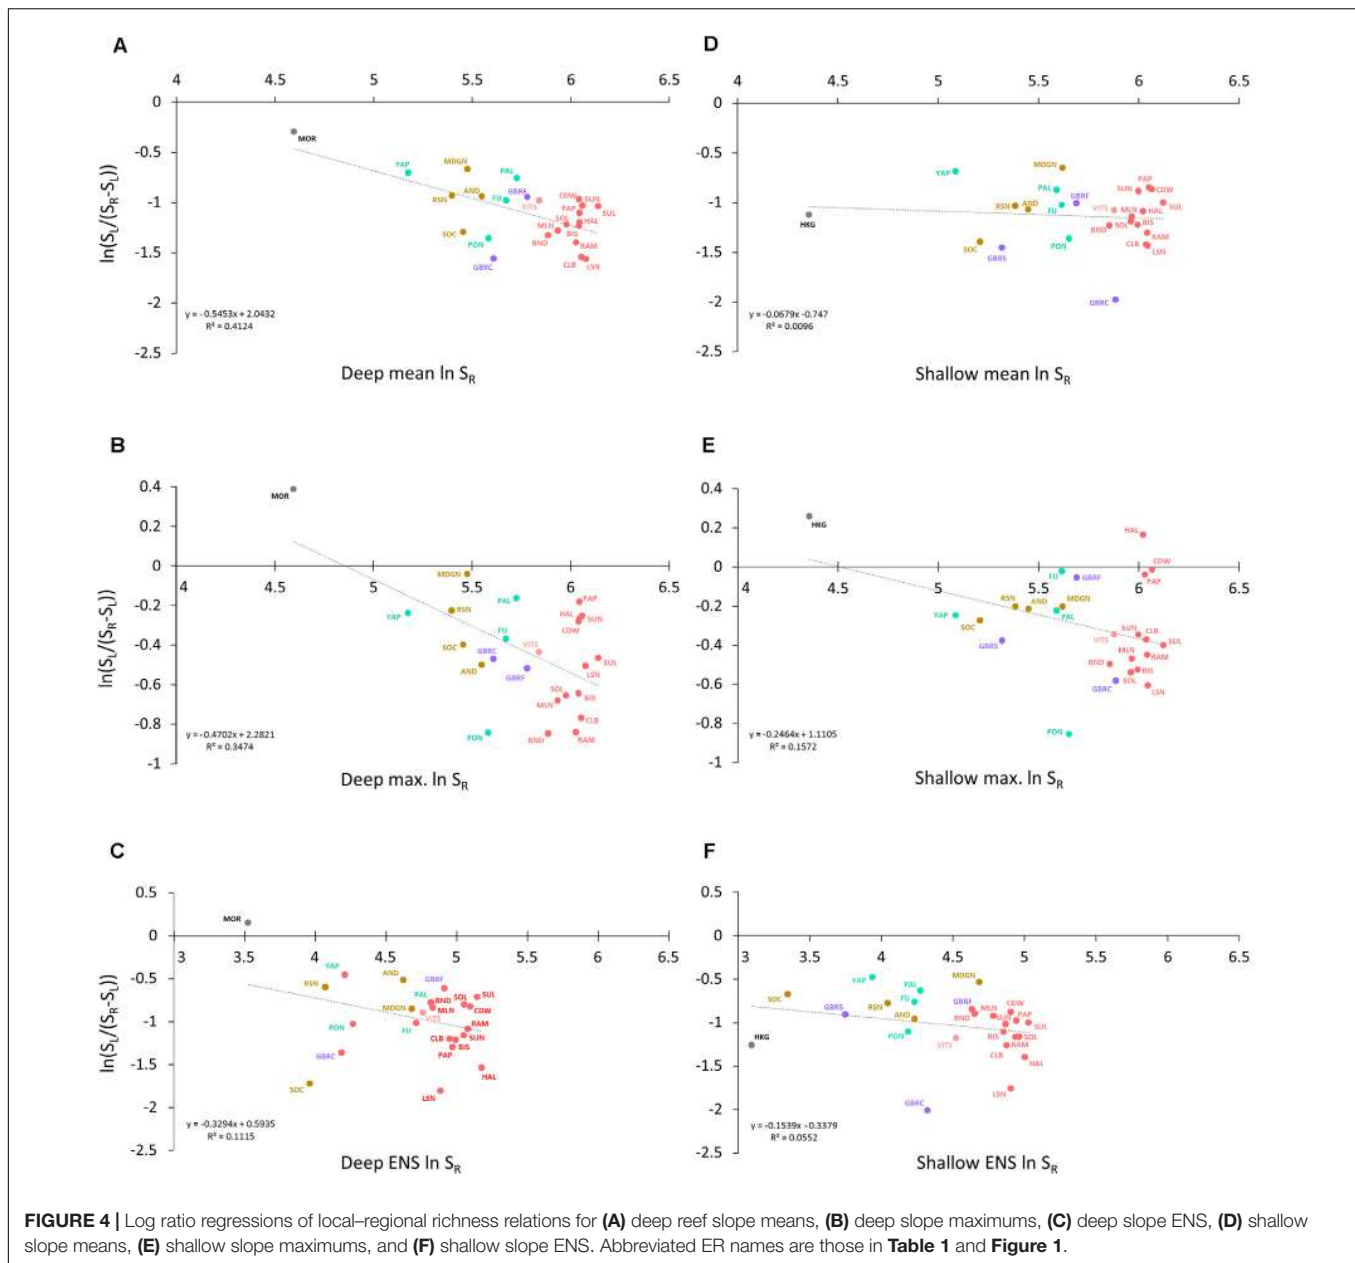 A
4 4.5 5 5.5 6 6.5
0
-0.5
-1
-1.5
-2
-2.5
ln(SL/(SR-SL))
MOR
YAP
MDGN
PAL
RSN
AND
FIJ
GBRF
VITS
CDW
SUN
PAP
SUL
SOL
HAL
MLN
BIS
SOC
PON
BND
RAM
GBRC
CLB
LSN
y = -0.5453x + 2.0432
R² = 0.4124
Deep mean ln SR
D
4 4.5 5 5.5 6 6.5
0
-0.5
-1
-1.5
-2
-2.5
HKG
YAP
MDGN
PAL
GBRF
PAP
SUN
CDW
RSN
AND
FIJ
VITS
MLN
HAL
SUL
BND
SOL
BIS
SOC
GBRS
PON
RAM
CLB
LSN
GBRC
y = -0.0679x -0.747
R² = 0.0096
Shallow mean ln SR
B
0.4
0.2
0
-0.2
-0.4
-0.6
-0.8
-1
4 4.5 5 5.5 6 6.5
ln(SL/(SR-SL))
MOR
MDGN
RSN
PAL
PAP
YAP
HAL
SUN
CDW
FIJ
SOC
GBRC
VITS
SUL
AND
GBRF
LSN
SOL
MLN
BIS
CLB
PON
BND
RAM
y = -0.4702x + 2.2821
R² = 0.3474
Deep max. ln SR
E
0.4
0.2
0
-0.2
-0.4
-0.6
-0.8
-1
4 4.5 5 5.5 6 6.5
HKG
HAL
CDW
FIJ
GBRF
PAP
RSN
AND
MDGN
YAP
PAL
SOC
SUN
CLB
GBRS
VITS
SUL
MLN
RAM
BND
BIS
SOL
GBRC
LSN
PON
y = -0.2464x + 1.1105
R² = 0.1572
Shallow max. ln SR
C
0.5
0
-0.5
-1
-1.5
-2
-2.5
3 3.5 4 4.5 5 5.5 6 6.5
ln(SL/(SR-SL))
MOR
YAP
RSN
AND
GBRF
PAL
BND
SOL
SUL
MDGN
MLN
CDW
VITS
PON
FIJ
RAM
CLB
SUN
BIS
PAP
GBRC
HAL
SOC
LSN
y = -0.3294x + 0.5935
R² = 0.1115
Deep ENS ln SR
F
0.5
0
-0.5
-1
-1.5
-2
-2.5
3 3.5 4 4.5 5 5.5 6 6.5
YAP
MDGN
SOC
FIJ
GBRF
MLN
CDW
GBRS
RSN
BND
SUN
PAP
SUL
AND
PON
BIS
SOL
HKG
VITS
RAM
CLB
HAL
LSN
GBRC
y = -0.1539x -0.3379
R² = 0.0552
Shallow ENS ln SR
FIGURE 4 | Log ratio regressions of local–regional richness relations for (A) deep reef slope means, (B) deep slope maximums, (C) deep slope ENS, (D) shallow
slope means, (E) shallow slope maximums, and (F) shallow slope ENS. Abbreviated ER names are those in Table 1 and Figure 1.